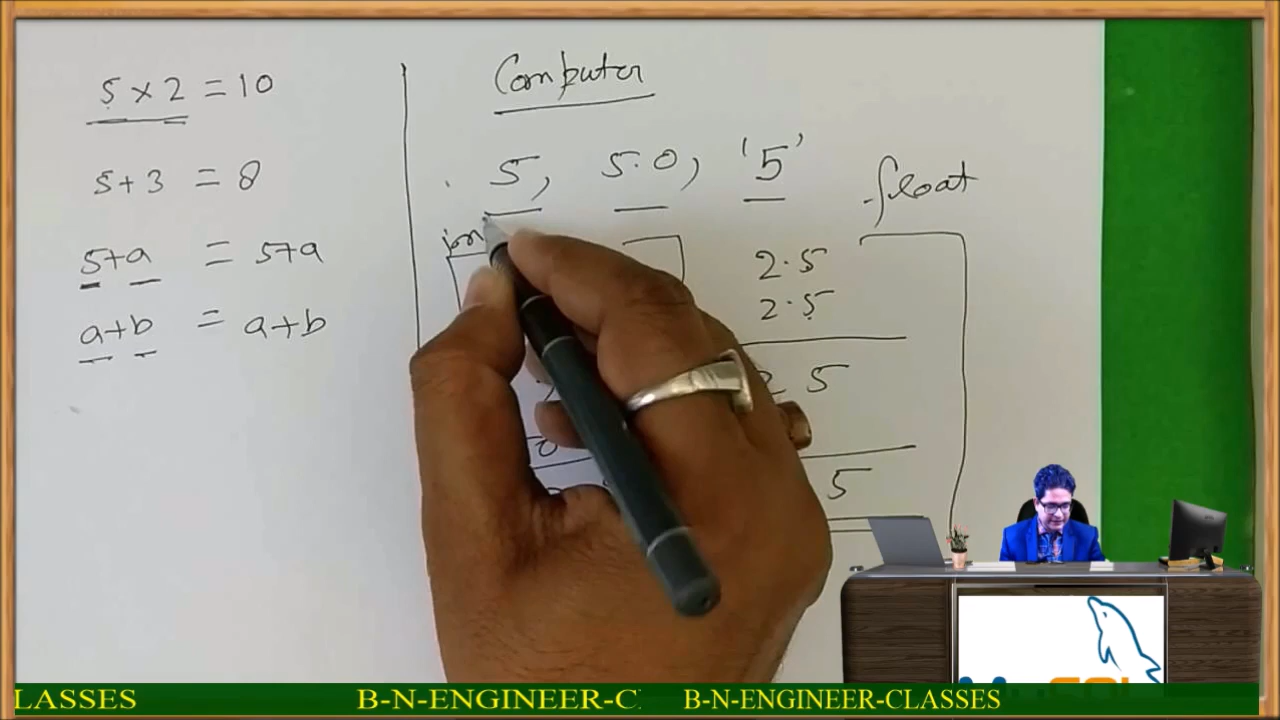 5 × 2 = 10
5 + 3 = 8
5+a = 5+a
a+b = a+b
Computer
5, 5.0, '5'
float
2.5
2.5
2 5
5
LASSES B-N-ENGINEER-C B-N-ENGINEER-CLASSES